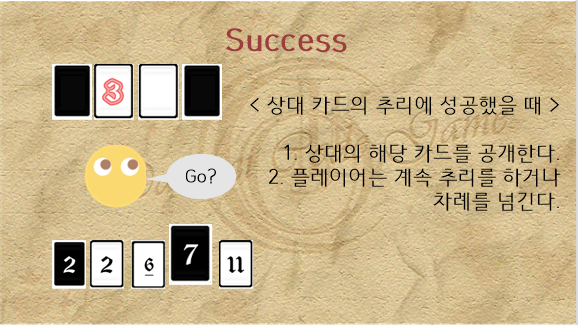 Success
3
< 상대 카드의 추리에 성공했을 때 >
1. 상대의 해당 카드를 공개한다.
Go?
2. 플레이어는 계속 추리를 하거나
차례를 넘긴다.
2 2 6 7 11